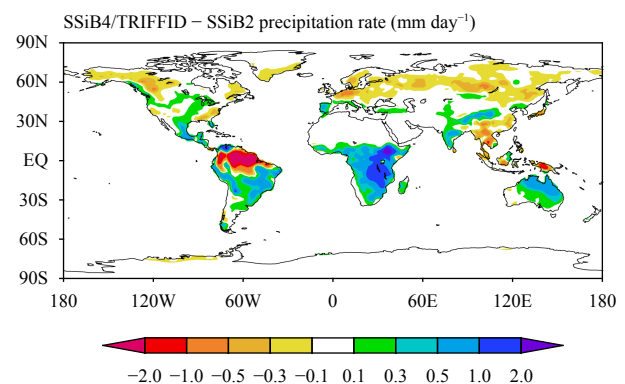 SSiB4/TRIFFID − SSiB2 precipitation rate (mm day⁻¹)
90N
60N
30N
EQ
30S
60S
90S
180 120W 60W 0 60E 120E 180
−2.0 −1.0 −0.5 −0.3 −0.1 0.1 0.3 0.5 1.0 2.0